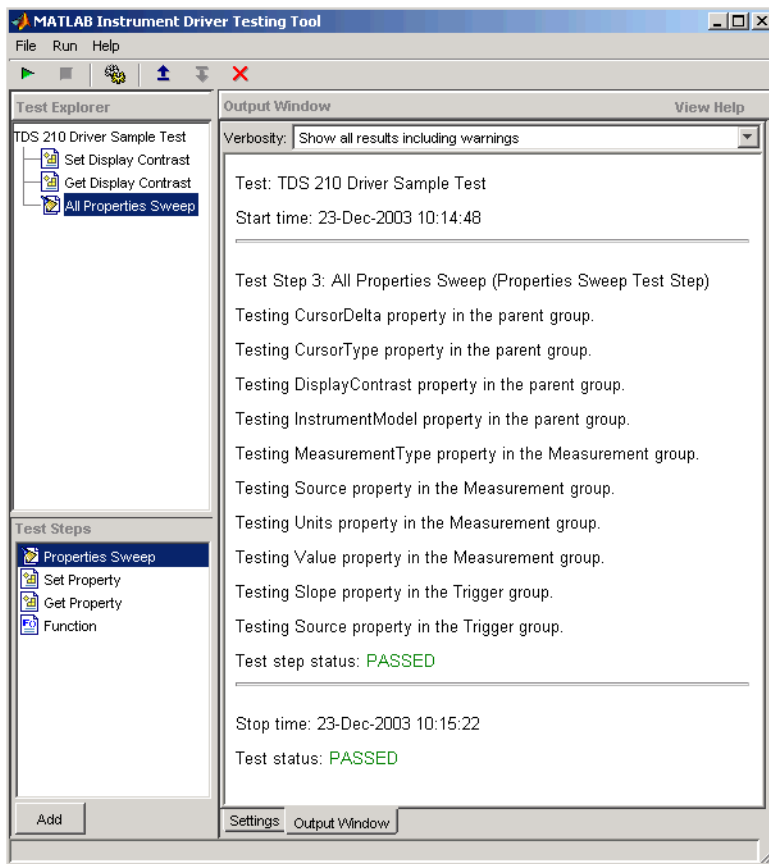 MATLAB Instrument Driver Testing Tool
File Run Help
Test Explorer
TDS 210 Driver Sample Test
Set Display Contrast
Get Display Contrast
All Properties Sweep
Test Steps
Properties Sweep
Set Property
Get Property
Function
Add
Output Window View Help
Verbosity: Show all results including warnings
Test: TDS 210 Driver Sample Test
Start time: 23-Dec-2003 10:14:48
Test Step 3: All Properties Sweep (Properties Sweep Test Step)
Testing CursorDelta property in the parent group.
Testing CursorType property in the parent group.
Testing DisplayContrast property in the parent group.
Testing InstrumentModel property in the parent group.
Testing MeasurementType property in the Measurement group.
Testing Source property in the Measurement group.
Testing Units property in the Measurement group.
Testing Value property in the Measurement group.
Testing Slope property in the Trigger group.
Testing Source property in the Trigger group.
Test step status: PASSED
Stop time: 23-Dec-2003 10:15:22
Test status: PASSED
Settings Output Window